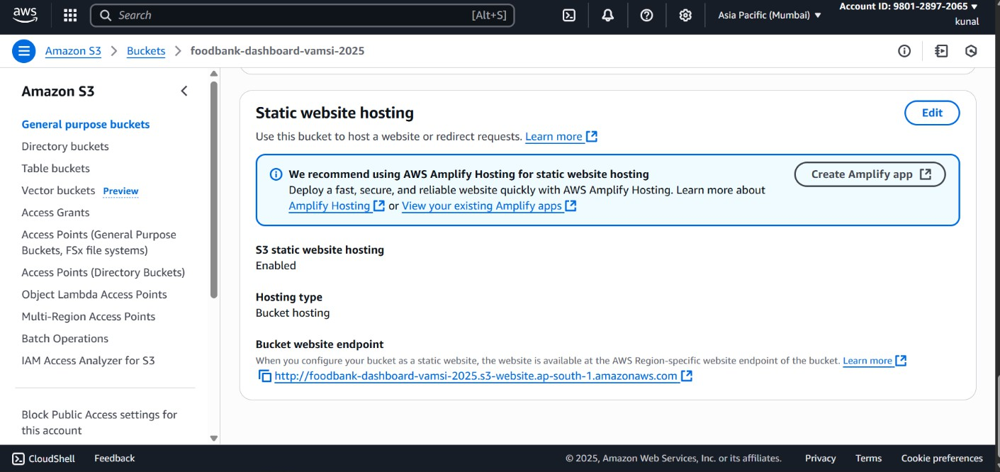 aws
Search [Alt+S]
Asia Pacific (Mumbai)
Account ID: 9801-2897-2065
kunal
Amazon S3 > Buckets > foodbank-dashboard-vamsi-2025
Amazon S3
General purpose buckets
Directory buckets
Table buckets
Vector buckets Preview
Access Grants
Access Points (General Purpose
Buckets, FSx file systems)
Access Points (Directory Buckets)
Object Lambda Access Points
Multi-Region Access Points
Batch Operations
IAM Access Analyzer for S3
Block Public Access settings for
this account
Static website hosting
Edit
Use this bucket to host a website or redirect requests. Learn more
We recommend using AWS Amplify Hosting for static website hosting
Create Amplify app
Deploy a fast, secure, and reliable website quickly with AWS Amplify Hosting. Learn more about
Amplify Hosting or View your existing Amplify apps
S3 static website hosting
Enabled
Hosting type
Bucket hosting
Bucket website endpoint
When you configure your bucket as a static website, the website is available at the AWS Region-specific website endpoint of the bucket. Learn more
http://foodbank-dashboard-vamsi-2025.s3-website.ap-south-1.amazonaws.com
CloudShell Feedback
© 2025, Amazon Web Services, Inc. or its affiliates. Privacy Terms Cookie preferences